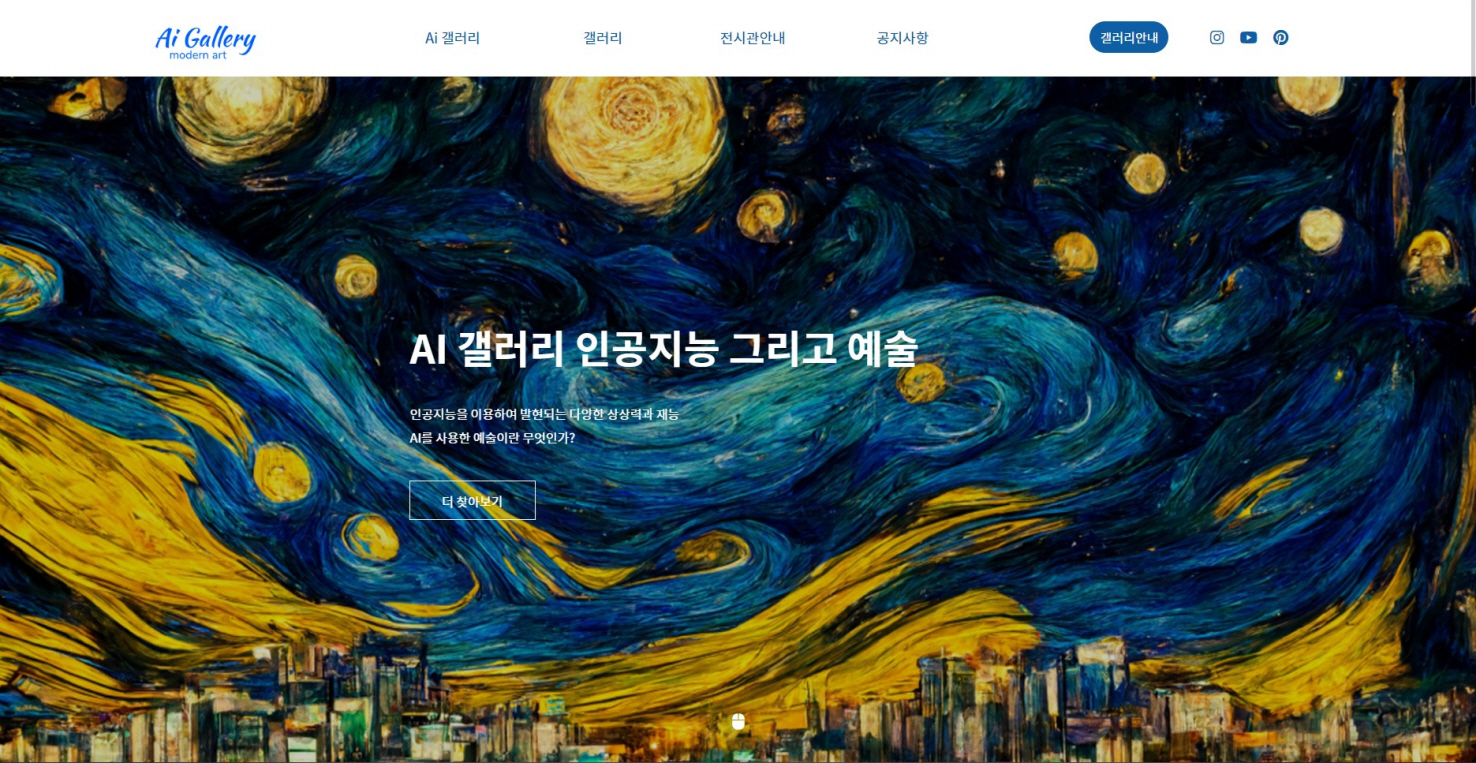 Ai Gallery
modern art
Ai 갤러리
갤러리
전시관안내
공지사항
갤러리안내
AI 갤러리 인공지능 그리고 예술
인공지능을 이용하여 발현되는 다양한 상상력과 재능
AI를 사용한 예술이란 무엇인가?
더 찾아보기